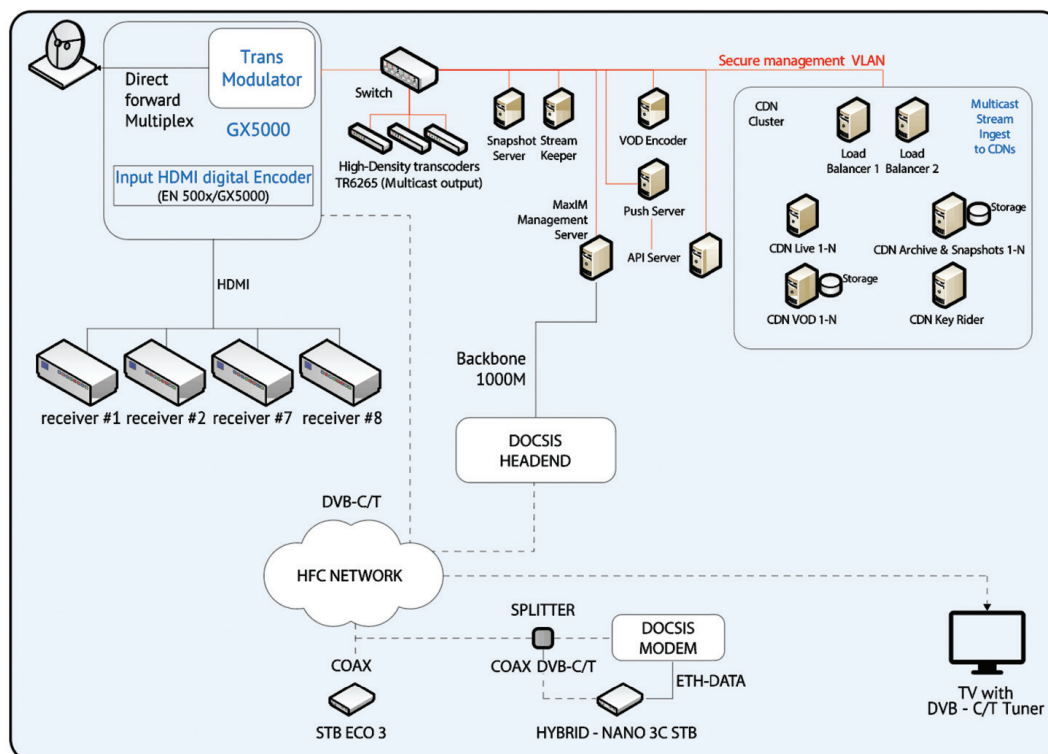 Trans
Modulator
GX5000
Direct
forward
Multiplex
Input HDMI digital Encoder
(EN 500x/GX5000)
HDMI
receiver #1
receiver #2
receiver #7
receiver #8
Switch
High-Density transcoders
TR6265 (Multicast output)
Snapshot
Server
Stream
Keeper
VOD Encoder
MaxIM
Management
Server
Push Server
API Server
Secure management VLAN
CDN
Cluster
Load
Balancer 1
Load
Balancer 2
Multicast
Stream
Ingest
to CDNs
CDN Live 1-N
Storage
CDN Archive & Snapshots 1-N
Storage
CDN VOD 1-N
CDN Key Rider
Backbone
1000M
DOCSIS
HEADEND
DVB-C/T
HFC NETWORK
SPLITTER
DOCSIS
MODEM
COAX
COAX DVB-C/T
ETH-DATA
STB ECO 3
HYBRID - NANO 3C STB
TV with
DVB - C/T Tuner